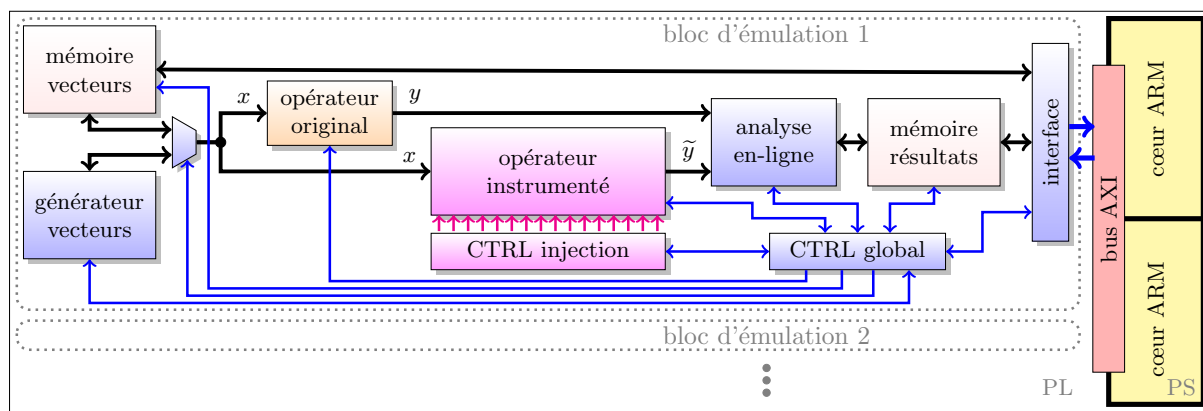 bloc d'émulation 1
mémoire
vecteurs
générateur
vecteurs
x
opérateur
original
y
x
opérateur
instrumenté
ỹ
CTRL injection
analyse
en-ligne
mémoire
résultats
CTRL global
interface
bus AXI
cœur ARM
cœur ARM
bloc d'émulation 2
PL
PS